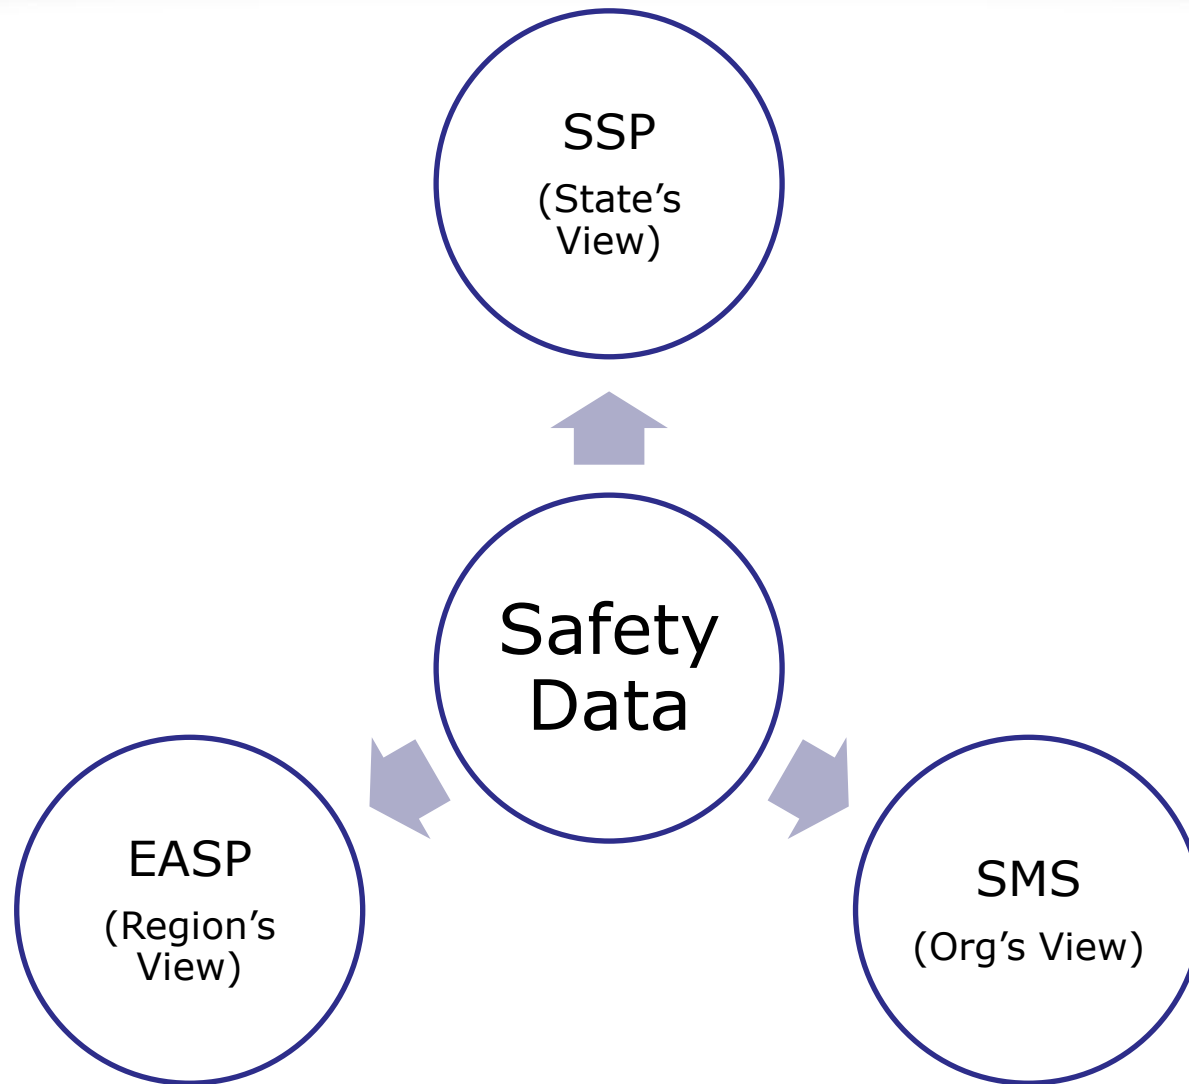 SSP
(State’s
View)
Safety
Data
EASP
(Region’s
View)
SMS
(Org’s View)